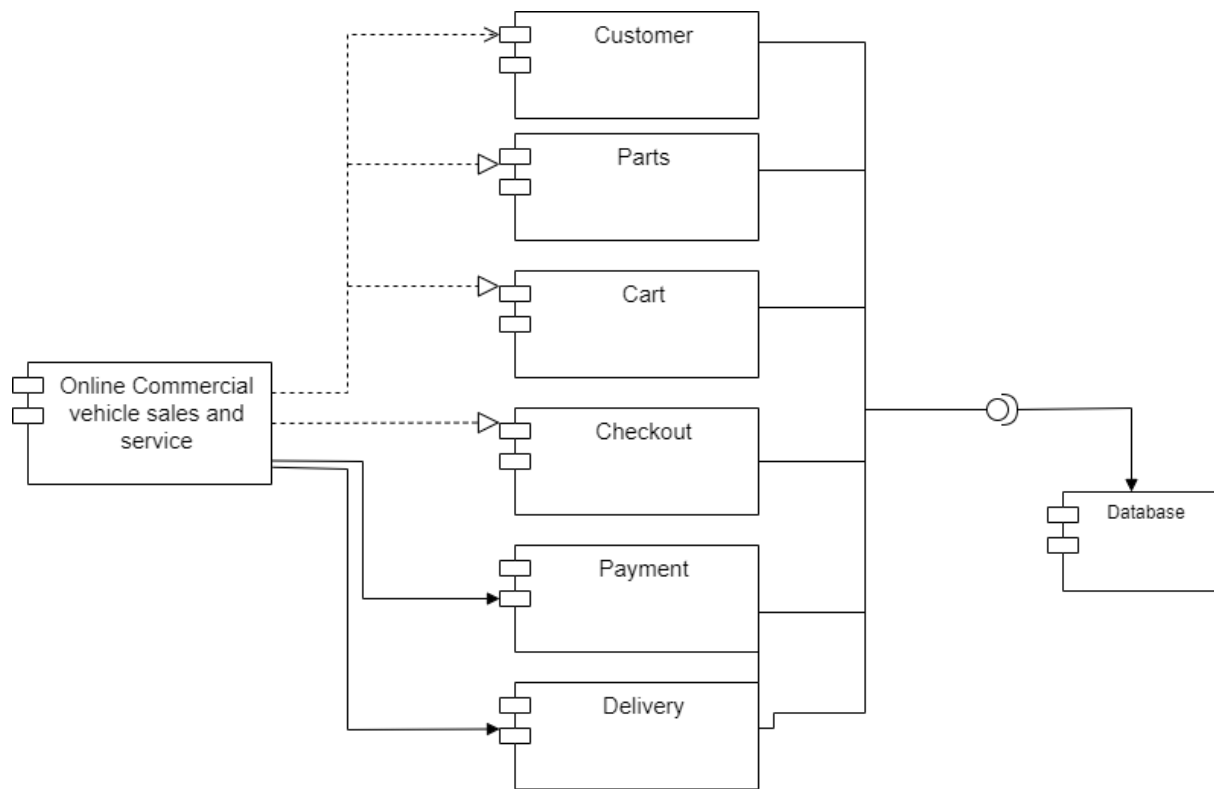 Customer
Parts
Cart
Online Commercial
vehicle sales and
service
Checkout
Database
Payment
Delivery